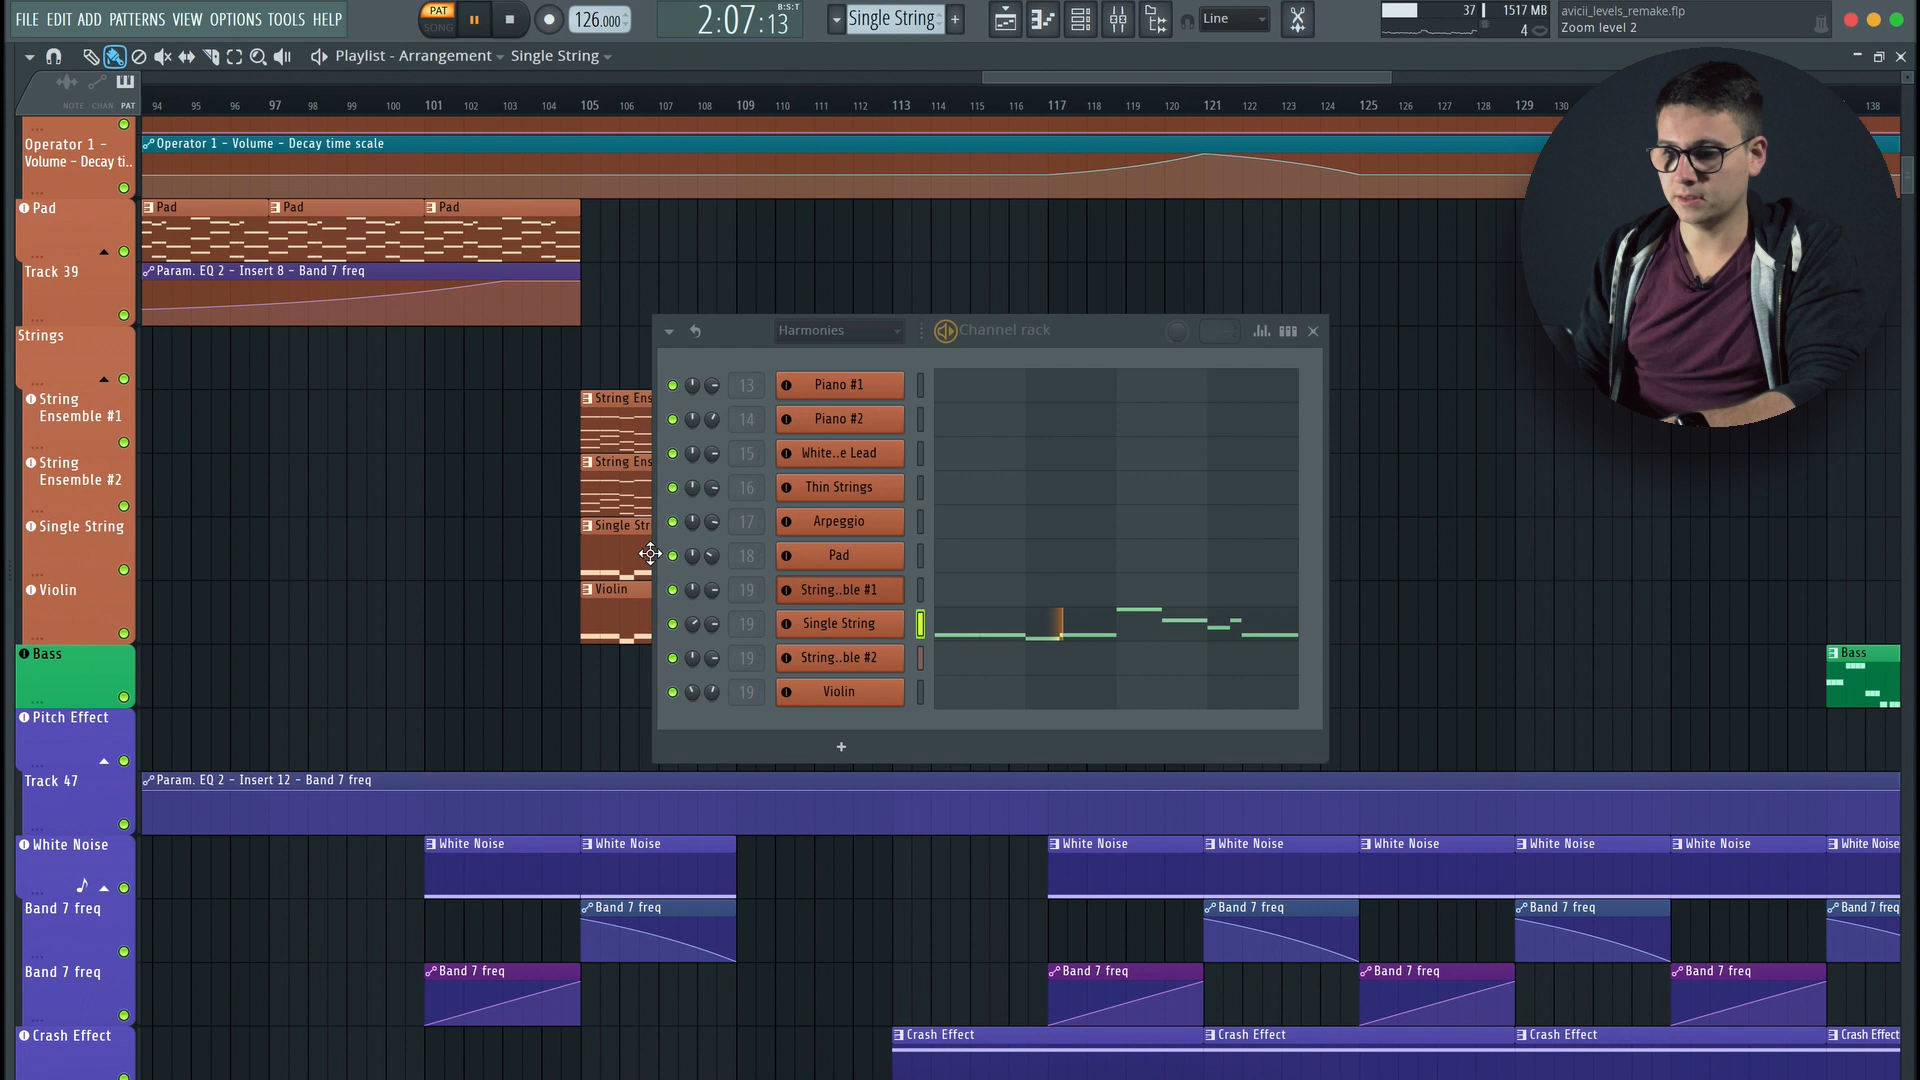 FILE EDIT ADD PATTERNS VIEW OPTIONS TOOLS HELP
PAT
SONG
126.000
2:07:13
B:S:T
Single String
Line
37
1517 MB
4
avicii_levels_remake.flp
Zoom level 2
Playlist - Arrangement
Single String
NOTE CHAN PAT
94 95 96 97 98 99 100 101 102 103 104 105 106 107 108 109 110 111 112 113 114 115 116 117 118 119 120 121 122 123 124 125 126 127 128 129 130 138
Operator 1 -
Volume - Decay ti..
Operator 1 - Volume - Decay time scale
Pad
Pad
Pad
Pad
Track 39
Param. EQ 2 - Insert 8 - Band 7 freq
Strings
String
Ensemble #1
String Ens
String
Ensemble #2
String Ens
Single String
Single Str
Violin
Violin
Harmonies
Channel rack
13 Piano #1
14 Piano #2
15 White..e Lead
16 Thin Strings
17 Arpeggio
18 Pad
19 String..ble #1
19 Single String
19 String..ble #2
19 Violin
+
Bass
Bass
Pitch Effect
Track 47
Param. EQ 2 - Insert 12 - Band 7 freq
White Noise
White Noise
White Noise
White Noise
White Noise
White Noise
White Noise
White Noise
White Noise
Band 7 freq
Band 7 freq
Band 7 freq
Band 7 freq
Band 7 freq
Band 7 freq
Band 7 freq
Band 7 freq
Band 7 freq
Band 7 freq
Crash Effect
Crash Effect
Crash Effect
Crash Effect
Crash Effect